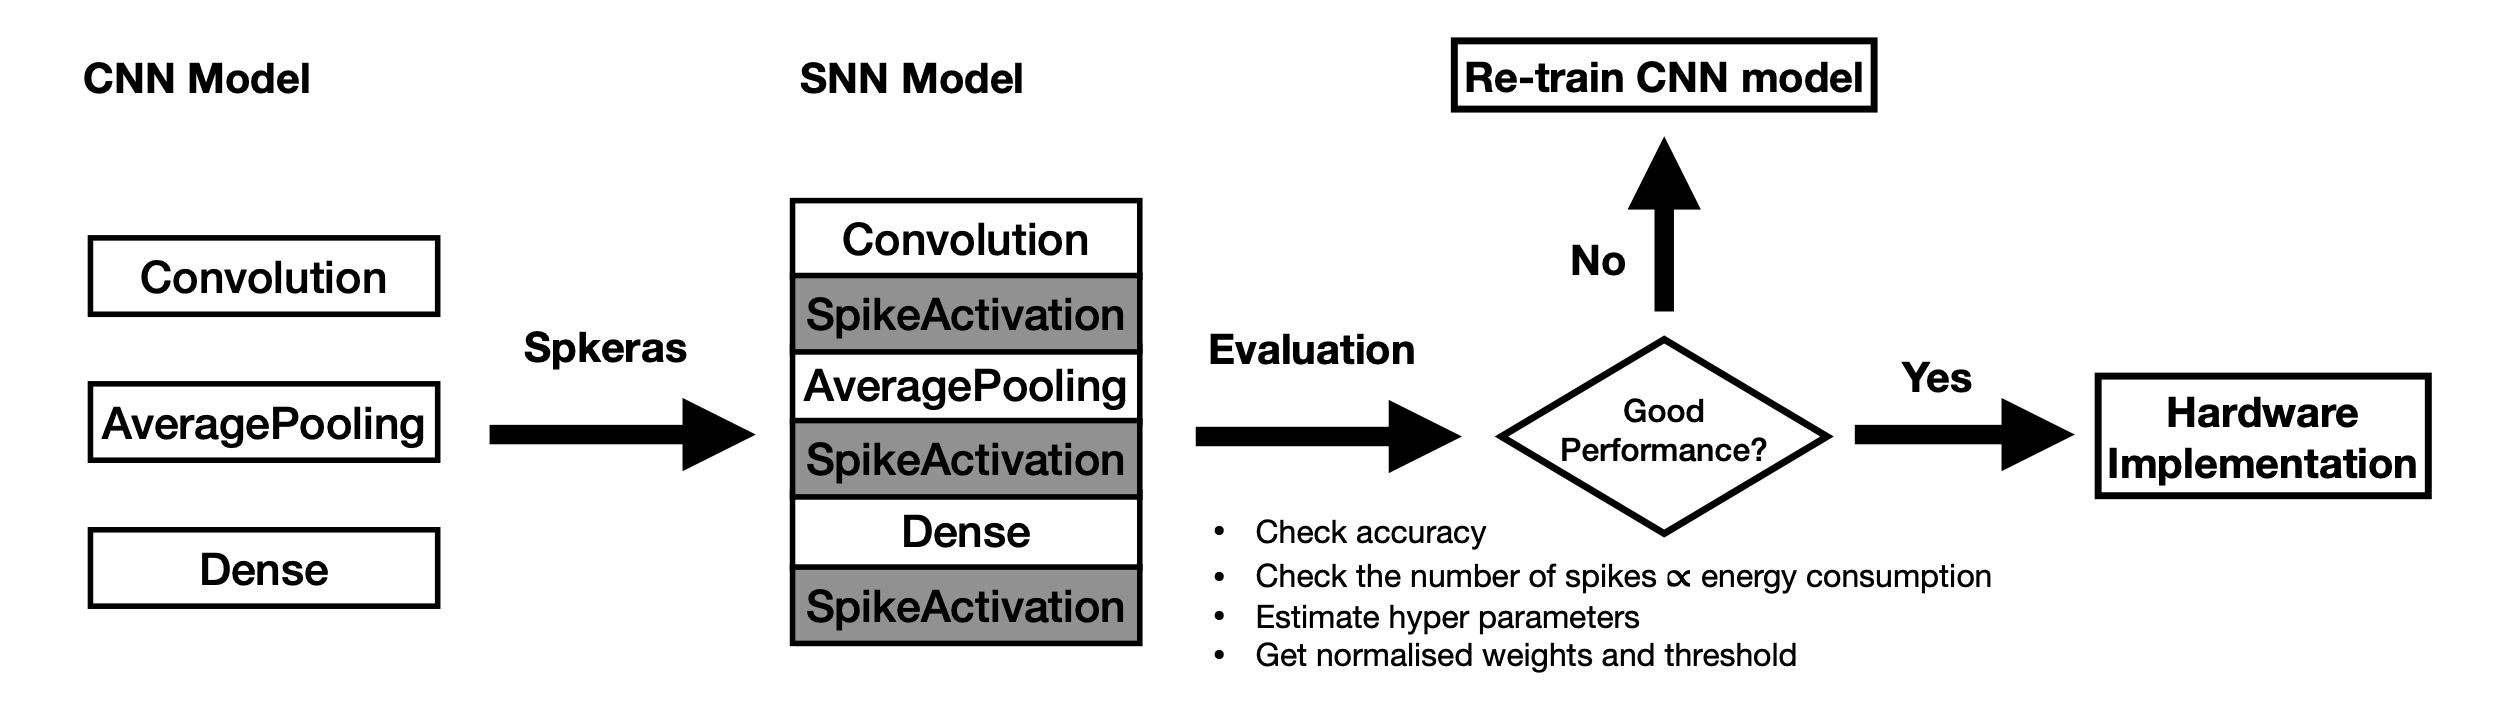 CNN Model
Convolution
AveragePooling
Dense
Spkeras
SNN Model
Convolution
SpikeActivation
AveragePooling
SpikeActivation
Dense
SpikeActivation
Evaluation
• Check accuracy
• Check the number of spikes ∝ energy consumption
• Estimate hyper parameters
• Get normalised weights and threshold
Good
Performance?
No
Re-train CNN model
Yes
Hardware
Implementation